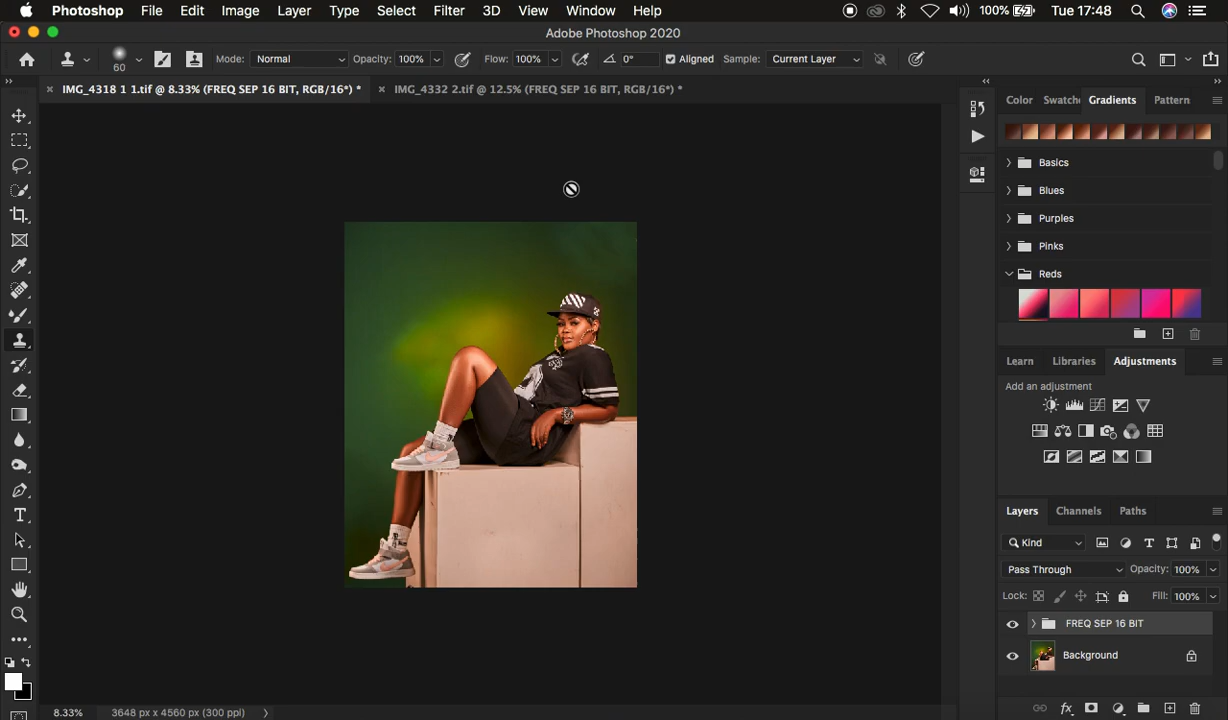 Photoshop File Edit Image Layer Type Select Filter 3D View Window Help 100% Tue 17:48
Adobe Photoshop 2020
60 Mode: Normal Opacity: 100% Flow: 100% 0° Aligned Sample: Current Layer
IMG_4318 1 1.tif @ 8.33% (FREQ SEP 16 BIT, RGB/16*) * IMG_4332 2.tif @ 12.5% (FREQ SEP 16 BIT, RGB/16*) *
Color Swatche Gradients Pattern
Basics
Blues
Purples
Pinks
Reds
Learn Libraries Adjustments
Add an adjustment
Layers Channels Paths
Kind
Pass Through Opacity: 100%
Lock: Fill: 100%
FREQ SEP 16 BIT
Background
8.33% 3648 px x 4560 px (300 ppi)